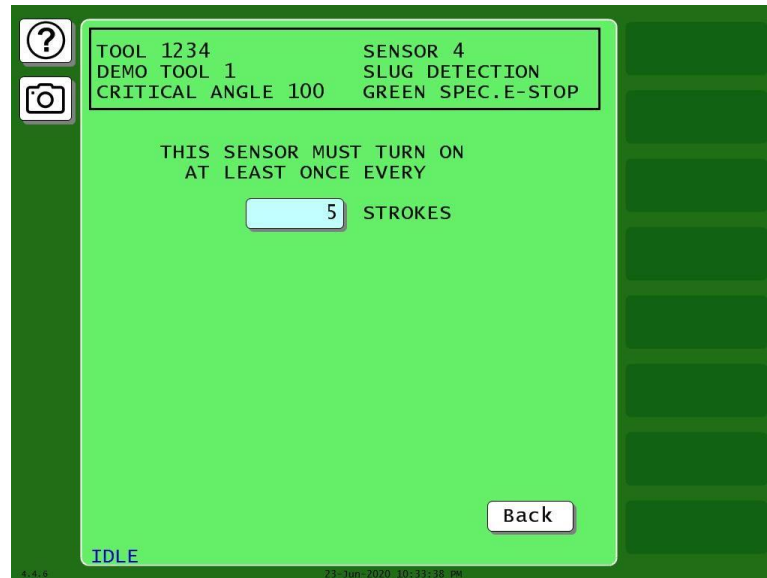 ?
TOOL 1234 SENSOR 4
DEMO TOOL 1 SLUG DETECTION
CRITICAL ANGLE 100 GREEN SPEC.E-STOP
THIS SENSOR MUST TURN ON
AT LEAST ONCE EVERY
5 STROKES
Back
IDLE
4.4.6 23-Jun-2020 10:33:38 PM